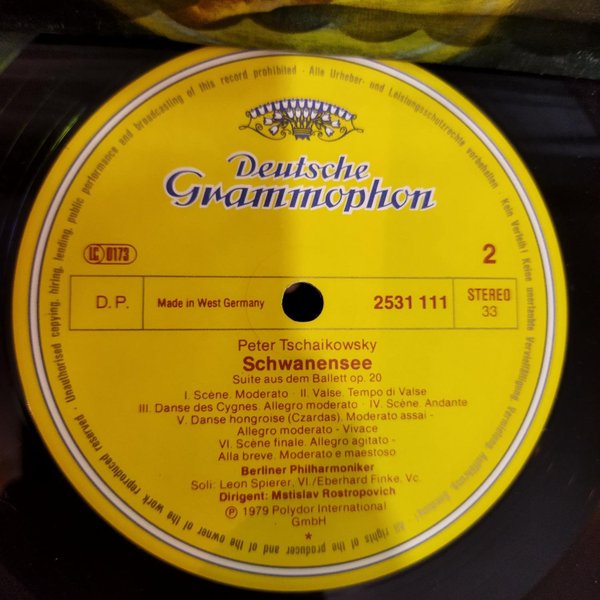 Unauthorised copying, hiring, lending, public performance and broadcasting of this record prohibited · Alle Urheber- und Leistungsschutzrechte vorbehalten · Kein Verleih! Keine unerlaubte Vervielfältigung, Vermietung, Aufführung, Sendung! · All rights of the producer and of the owner of the work reproduced reserved ·
Deutsche
Grammophon
LC 0173
2
D.P.
Made in West Germany
2531 111
STEREO
33
Peter Tschaikowsky
Schwanensee
Suite aus dem Ballett op. 20
I. Scène. Moderato · II. Valse. Tempo di Valse
III. Danse des Cygnes. Allegro moderato · IV. Scène. Andante
V. Danse hongroise (Czardas). Moderato assai -
Allegro moderato - Vivace
VI. Scène finale. Allegro agitato -
Alla breve. Moderato e maestoso
Berliner Philharmoniker
Soli: Leon Spierer, Vl./Eberhard Finke, Vc.
Dirigent: Mstislav Rostropovich
Ⓟ 1979 Polydor International
GmbH
*